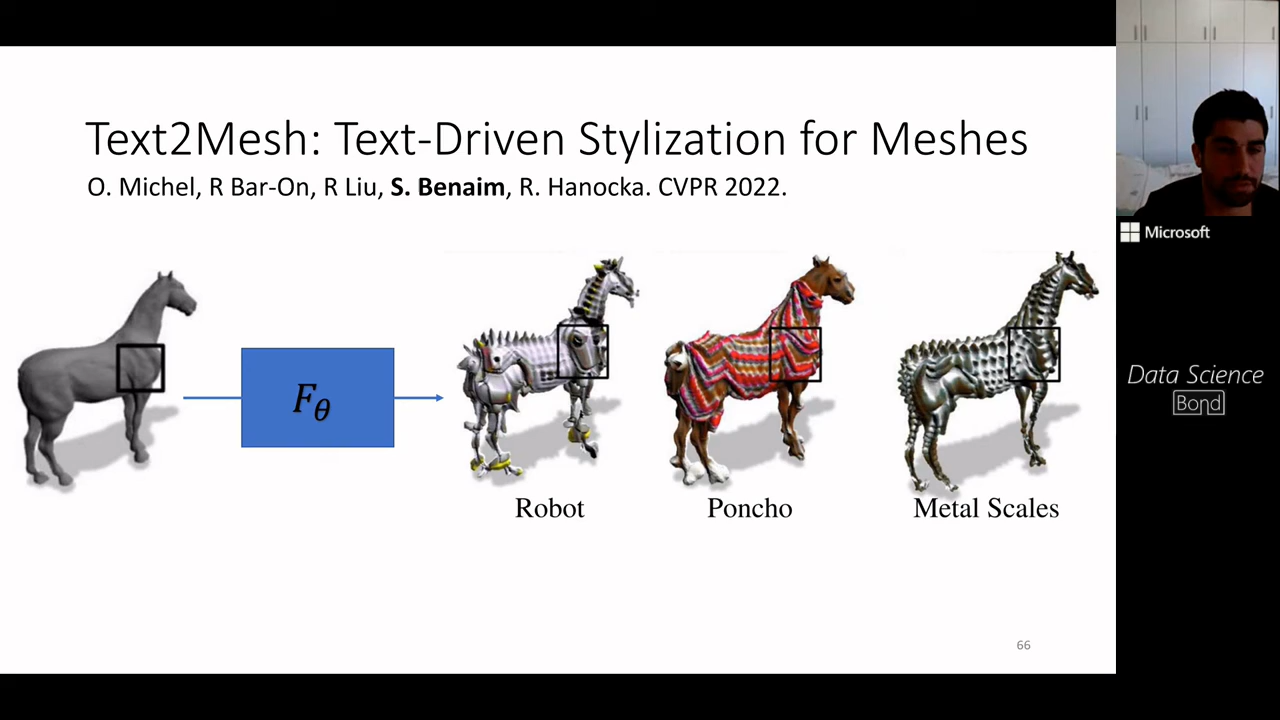 Text2Mesh: Text-Driven Stylization for Meshes
O. Michel, R Bar-On, R Liu, S. Benaim, R. Hanocka. CVPR 2022.
Microsoft
Data Science
Bond
Fθ
Robot
Poncho
Metal Scales
66